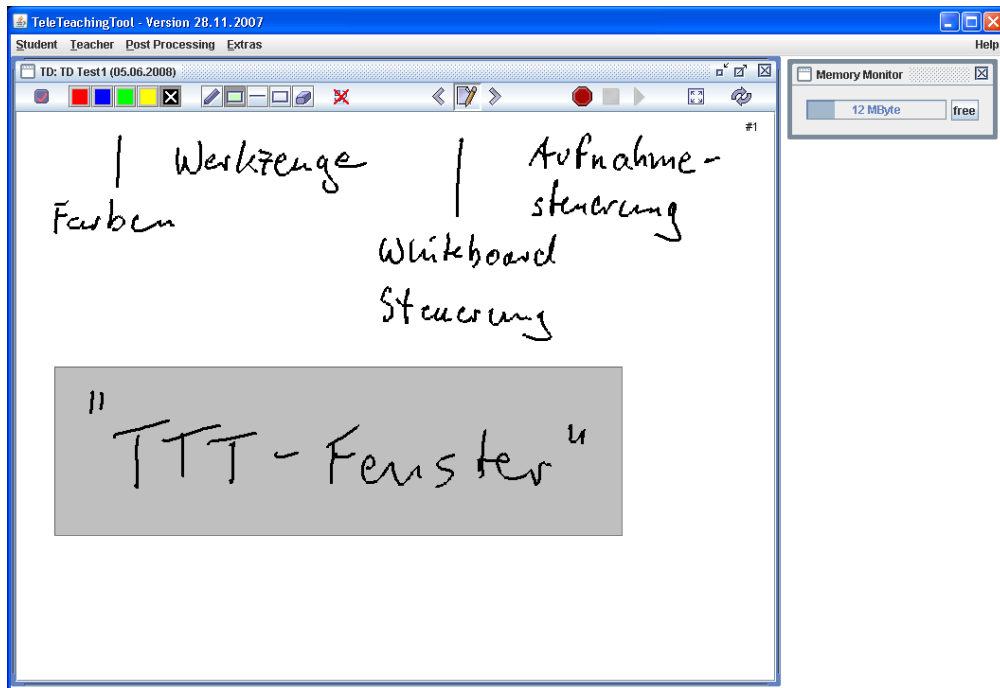 TeleTeachingTool - Version 28.11.2007
Student Teacher Post Processing Extras Help
TD: TD Test1 (05.06.2008)
Memory Monitor
12 MByte free
#1
Werkzeuge
Aufnahme-
steuerung
Farben
Whiteboard
Steuerung
"TTT-Fenster"